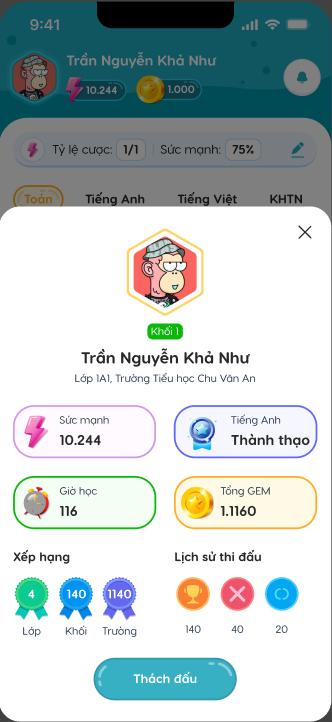 9:41
Trần Nguyễn Khả Như
10.244
1.000
Tỷ lệ cược: 1/1
Sức mạnh: 75%
Toán
Tiếng Anh
Tiếng Việt
KHTN
Khối 1
Trần Nguyễn Khả Như
Lớp 1A1, Trường Tiểu học Chu Văn An
Sức mạnh
10.244
Tiếng Anh
Thành thạo
Giờ học
116
Tổng GEM
1.1160
Xếp hạng
4
140
1140
Lớp
Khối
Trường
Lịch sử thi đấu
140
40
20
Thách đấu